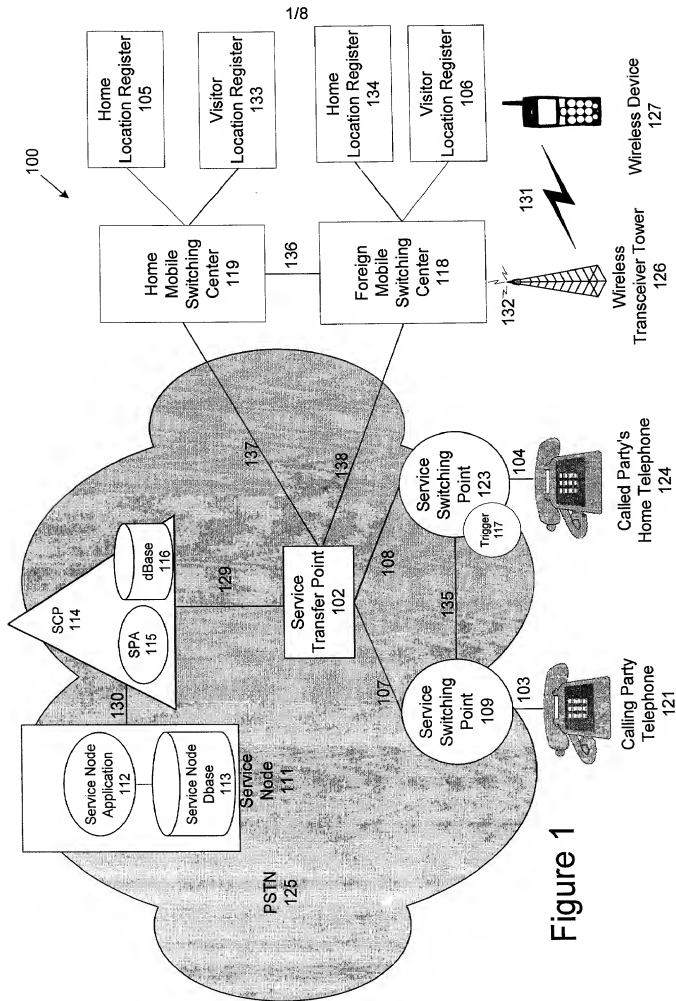 1/8
100
Home
Location Register
105
Visitor
Location Register
133
Home
Location Register
134
Visitor
Location Register
106
Home
Mobile
Switching
Center
119
136
Foreign
Mobile
Switching
Center
118
131
132
Wireless Device
127
Wireless
Transceiver Tower
126
137
138
SCP
114
SPA
115
dBase
116
129
130
Service Node
Application
112
Service Node
Dbase
113
Service
Node
111
Service
Transfer Point
102
107
108
135
Service
Switching
Point
109
Service
Switching
Point
123
Trigger
117
103
104
Calling Party
Telephone
121
Called Party's
Home Telephone
124
PSTN
125
Figure 1